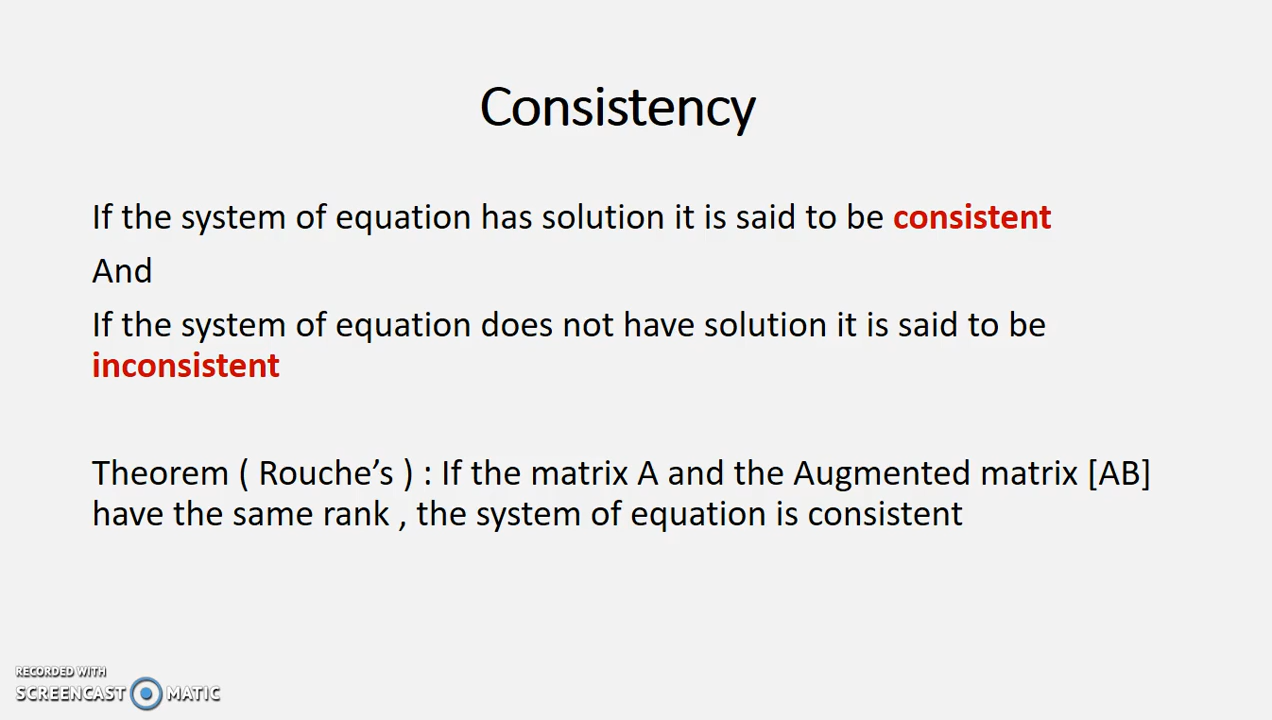 Consistency
If the system of equation has solution it is said to be consistent
And
If the system of equation does not have solution it is said to be
inconsistent
Theorem ( Rouche’s ) : If the matrix A and the Augmented matrix [AB]
have the same rank , the system of equation is consistent
RECORDED WITH
SCREENCAST MATIC